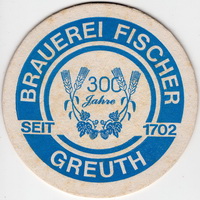 BRAUEREI FISCHER
300
Jahre
SEIT 1702
GREUTH